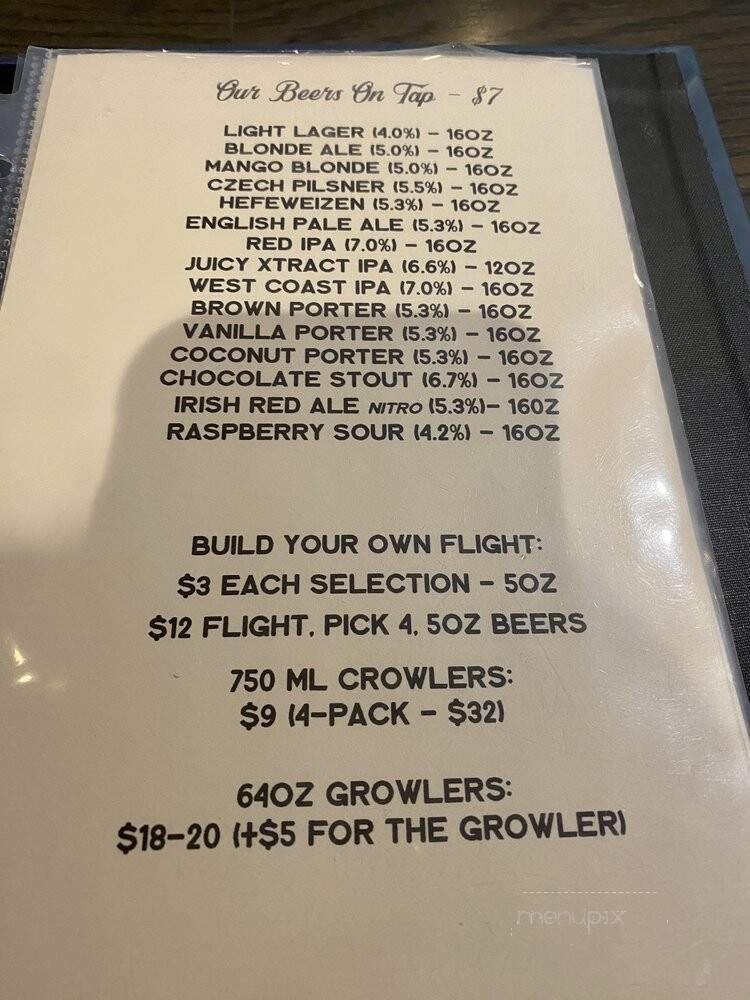 Our Beers On Tap - $7
LIGHT LAGER (4.0%) - 16OZ
BLONDE ALE (5.0%) - 16OZ
MANGO BLONDE (5.0%) - 16OZ
CZECH PILSNER (5.5%) - 16OZ
HEFEWEIZEN (5.3%) - 16OZ
ENGLISH PALE ALE (5.3%) - 16OZ
RED IPA (7.0%) - 16OZ
JUICY XTRACT IPA (6.6%) - 12OZ
WEST COAST IPA (7.0%) - 16OZ
BROWN PORTER (5.3%) - 16OZ
VANILLA PORTER (5.3%) - 16OZ
COCONUT PORTER (5.3%) - 16OZ
CHOCOLATE STOUT (6.7%) - 16OZ
IRISH RED ALE NITRO (5.3%)- 16OZ
RASPBERRY SOUR (4.2%) - 16OZ
BUILD YOUR OWN FLIGHT:
$3 EACH SELECTION - 5OZ
$12 FLIGHT, PICK 4, 5OZ BEERS
750 ML CROWLERS:
$9 (4-PACK - $32)
64OZ GROWLERS:
$18-20 (+$5 FOR THE GROWLER)
menupix